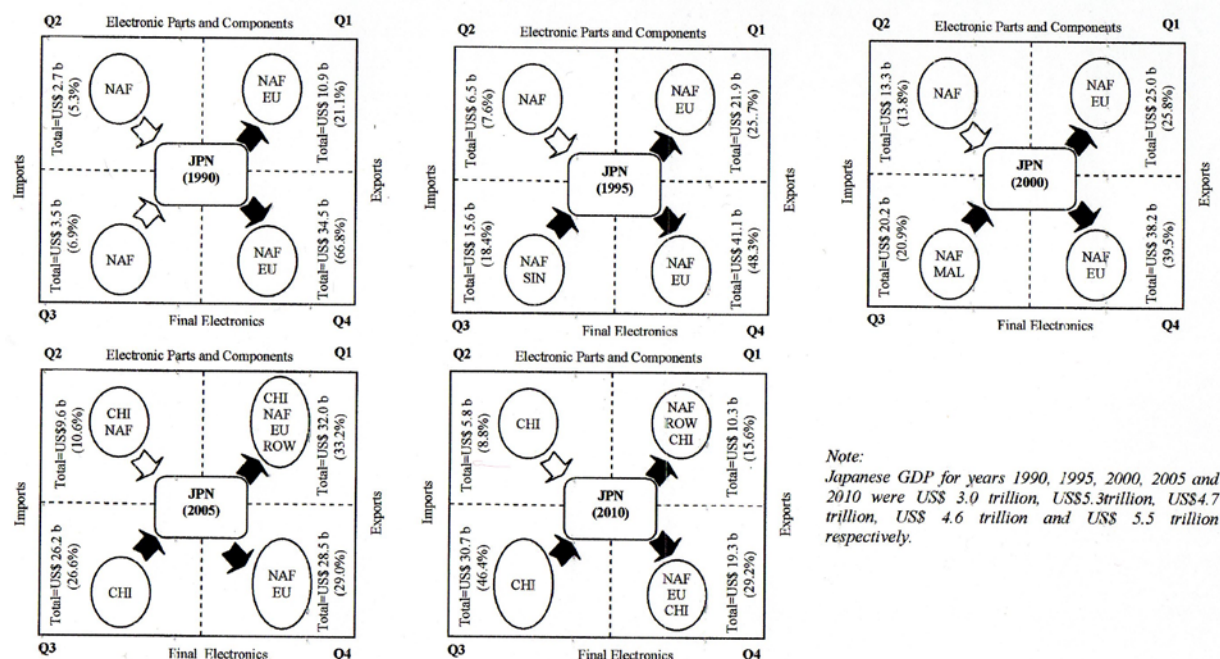 Q2 Electronic Parts and Components Q1
Imports
Total=US$ 2.7 b
(5.3%)
NAF
NAF
EU
Total=US$ 10.9 b
(21.1%)
JPN
(1990)
Total=US$ 3.5 b
(6.9%)
NAF
NAF
EU
Total=US$ 34.5 b
(66.8%)
Exports
Q3 Final Electronics Q4
Q2 Electronic Parts and Components Q1
Imports
Total=US$ 6.5 b
(7.6%)
NAF
NAF
EU
Total=US$ 21.9 b
(25..7%)
JPN
(1995)
Total=US$ 15.6 b
(18.4%)
NAF
SIN
NAF
EU
Total=US$ 41.1 b
(48.3%)
Exports
Q3 Final Electronics Q4
Q2 Electronic Parts and Components Q1
Imports
Total=US$ 13.3 b
(13.8%)
NAF
NAF
EU
Total=US$ 25.0 b
(25.8%)
JPN
(2000)
Total=US$ 20.2 b
(20.9%)
NAF
MAL
NAF
EU
Total=US$ 38.2 b
(39.5%)
Exports
Q3 Final Electronics Q4
Q2 Electronic Parts and Components Q1
Imports
Total=US$9.6 b
(10.6%)
CHI
NAF
CHI
NAF
EU
ROW
Total=US$ 32.0 b
(33.2%)
JPN
(2005)
Total=US$ 26.2 b
(26.6%)
CHI
NAF
EU
Total=US$ 28.5 b
(29.0%)
Exports
Q3 Final Electronics Q4
Q2 Electronic Parts and Components Q1
Imports
Total=US$ 5.8 b
(8.8%)
CHI
NAF
ROW
CHI
Total=US$ 10.3 b
(15.6%)
JPN
(2010)
Total=US$ 30.7 b
(46.4%)
CHI
NAF
EU
CHI
Total=US$ 19.3 b
(29.2%)
Exports
Q3 Final Electronics Q4
Note:
Japanese GDP for years 1990, 1995, 2000, 2005 and
2010 were US$ 3.0 trillion, US$5.3trillion, US$4.7
trillion, US$ 4.6 trillion and US$ 5.5 trillion
respectively.